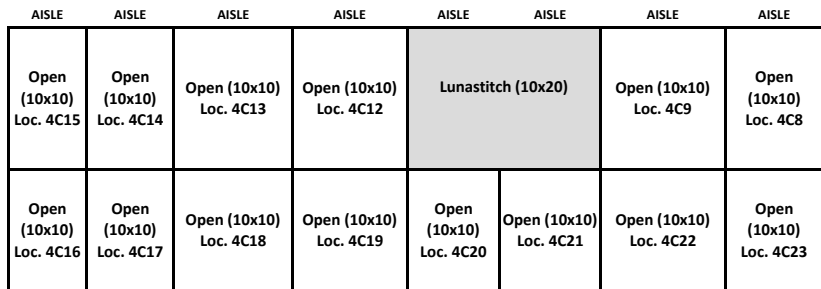 AISLE AISLE AISLE AISLE AISLE AISLE AISLE AISLE
Open
(10x10)
Loc. 4C15
Open
(10x10)
Loc. 4C14
Open (10x10)
Loc. 4C13
Open (10x10)
Loc. 4C12
Lunastitch (10x20)
Open (10x10)
Loc. 4C9
Open
(10x10)
Loc. 4C8
Open
(10x10)
Loc. 4C16
Open
(10x10)
Loc. 4C17
Open (10x10)
Loc. 4C18
Open (10x10)
Loc. 4C19
Open
(10x10)
Loc. 4C20
Open (10x10)
Loc. 4C21
Open (10x10)
Loc. 4C22
Open
(10x10)
Loc. 4C23